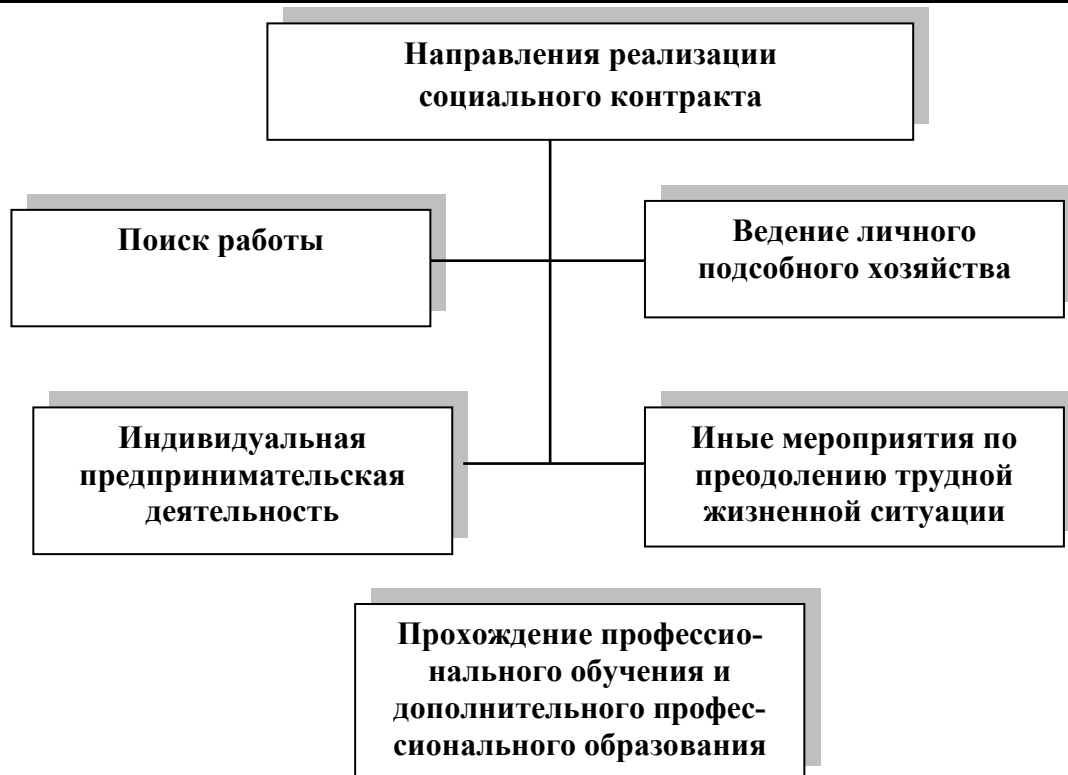 Направления реализации
социального контракта
Поиск работы
Ведение личного
подсобного хозяйства
Индивидуальная
предпринимательская
деятельность
Иные мероприятия по
преодолению трудной
жизненной ситуации
Прохождение профессио-
нального обучения и
дополнительного профес-
сионального образования